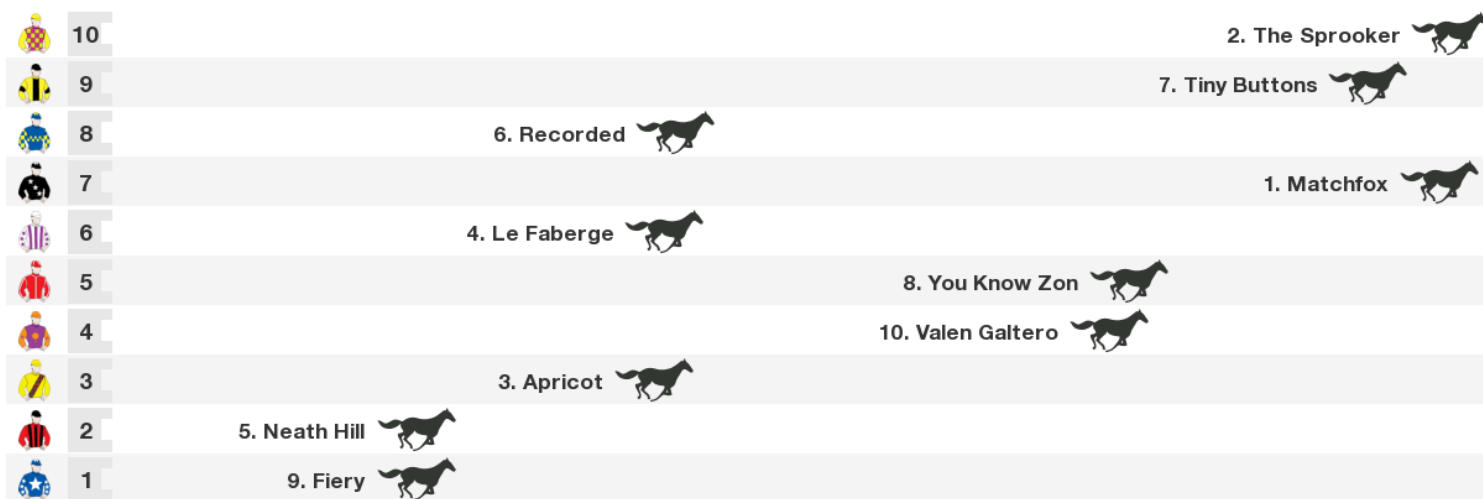 10 2. The Sprooker
9 7. Tiny Buttons
8 6. Recorded
7 1. Matchfox
6 4. Le Faberge
5 8. You Know Zon
4 10. Valen Galtero
3 3. Apricot
2 5. Neath Hill
1 9. Fiery